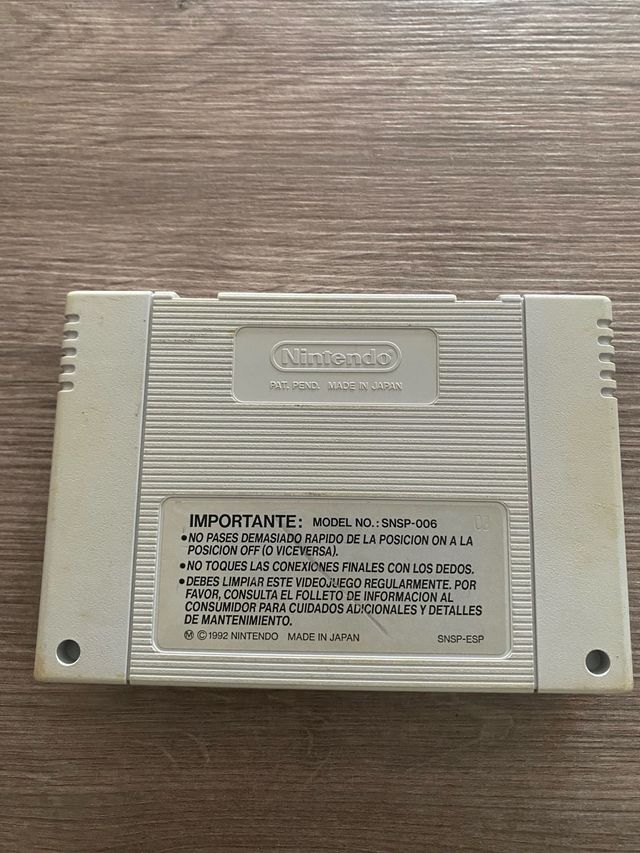 Nintendo
PAT. PEND. MADE IN JAPAN
IMPORTANTE: MODEL NO.: SNSP-006
•NO PASES DEMASIADO RAPIDO DE LA POSICION ON A LA
POSICION OFF (O VICEVERSA).
•NO TOQUES LAS CONEXIONES FINALES CON LOS DEDOS.
•DEBES LIMPIAR ESTE VIDEOJUEGO REGULARMENTE. POR
FAVOR, CONSULTA EL FOLLETO DE INFORMACION AL
CONSUMIDOR PARA CUIDADOS ADICIONALES Y DETALLES
DE MANTENIMIENTO.
Ⓜ ©1992 NINTENDO MADE IN JAPAN SNSP-ESP